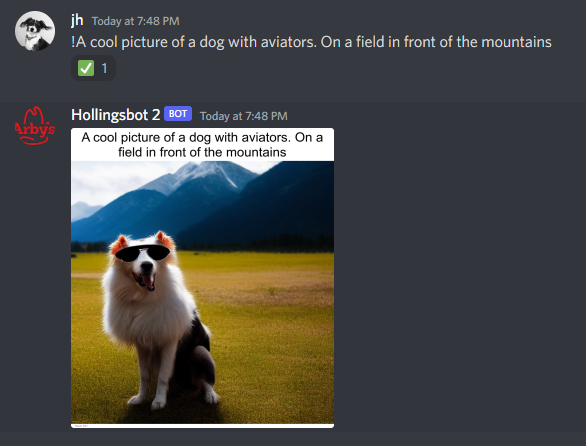 jh Today at 7:48 PM
!A cool picture of a dog with aviators. On a field in front of the mountains
1
Arby's
Hollingsbot 2 BOT Today at 7:48 PM
A cool picture of a dog with aviators. On a
field in front of the mountains